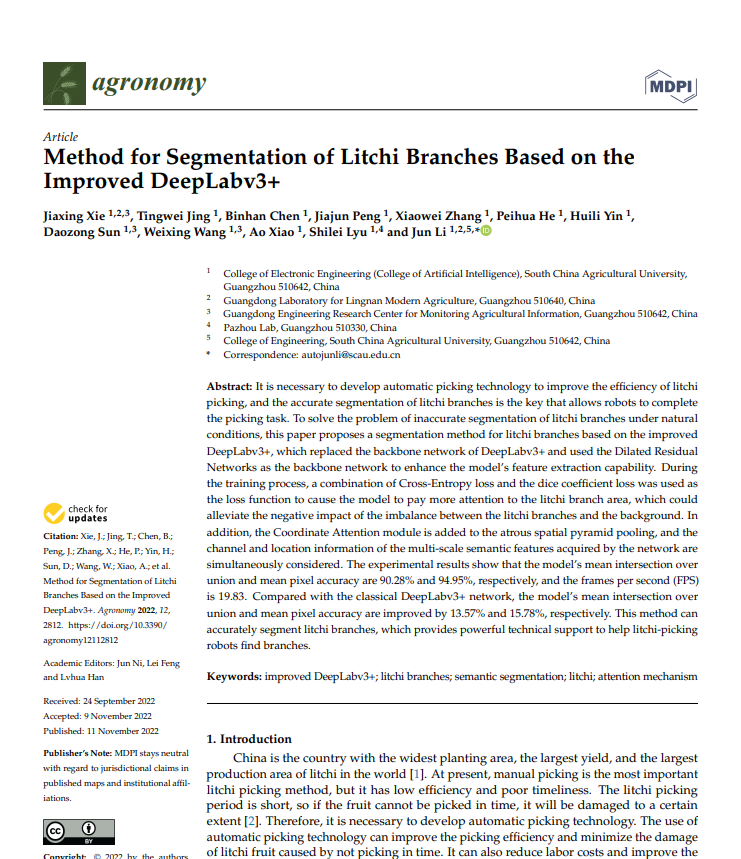 agronomy
MDPI
Article
Method for Segmentation of Litchi Branches Based on the
Improved DeepLabv3+
Jiaxing Xie 1,2,3, Tingwei Jing 1, Binhan Chen 1, Jiajun Peng 1, Xiaowei Zhang 1, Peihua He 1, Huili Yin 1,
Daozong Sun 1,3, Weixing Wang 1,3, Ao Xiao 1, Shilei Lyu 1,4 and Jun Li 1,2,5,* iD
1 College of Electronic Engineering (College of Artificial Intelligence), South China Agricultural University,
Guangzhou 510642, China
2 Guangdong Laboratory for Lingnan Modern Agriculture, Guangzhou 510640, China
3 Guangdong Engineering Research Center for Monitoring Agricultural Information, Guangzhou 510642, China
4 Pazhou Lab, Guangzhou 510330, China
5 College of Engineering, South China Agricultural University, Guangzhou 510642, China
* Correspondence: autojunli@scau.edu.cn
Abstract: It is necessary to develop automatic picking technology to improve the efficiency of litchi
picking, and the accurate segmentation of litchi branches is the key that allows robots to complete
the picking task. To solve the problem of inaccurate segmentation of litchi branches under natural
conditions, this paper proposes a segmentation method for litchi branches based on the improved
DeepLabv3+, which replaced the backbone network of DeepLabv3+ and used the Dilated Residual
Networks as the backbone network to enhance the model's feature extraction capability. During
the training process, a combination of Cross-Entropy loss and the dice coefficient loss was used as
the loss function to cause the model to pay more attention to the litchi branch area, which could
alleviate the negative impact of the imbalance between the litchi branches and the background. In
addition, the Coordinate Attention module is added to the atrous spatial pyramid pooling, and the
channel and location information of the multi-scale semantic features acquired by the network are
simultaneously considered. The experimental results show that the model's mean intersection over
union and mean pixel accuracy are 90.28% and 94.95%, respectively, and the frames per second (FPS)
is 19.83. Compared with the classical DeepLabv3+ network, the model's mean intersection over
union and mean pixel accuracy are improved by 13.57% and 15.78%, respectively. This method can
accurately segment litchi branches, which provides powerful technical support to help litchi-picking
robots find branches.
Keywords: improved DeepLabv3+; litchi branches; semantic segmentation; litchi; attention mechanism
check for
updates
Citation: Xie, J.; Jing, T.; Chen, B.;
Peng, J.; Zhang, X.; He, P.; Yin, H.;
Sun, D.; Wang, W.; Xiao, A.; et al.
Method for Segmentation of Litchi
Branches Based on the Improved
DeepLabv3+. Agronomy 2022, 12,
2812. https://doi.org/10.3390/
agronomy12112812
Academic Editors: Jun Ni, Lei Feng
and Lvhua Han
Received: 24 September 2022
Accepted: 9 November 2022
Published: 11 November 2022
Publisher's Note: MDPI stays neutral
with regard to jurisdictional claims in
published maps and institutional affil-
iations.
cc BY
Copyright: © 2022 by the authors
1. Introduction
China is the country with the widest planting area, the largest yield, and the largest
production area of litchi in the world [1]. At present, manual picking is the most important
litchi picking method, but it has low efficiency and poor timeliness. The litchi picking
period is short, so if the fruit cannot be picked in time, it will be damaged to a certain
extent [2]. Therefore, it is necessary to develop automatic picking technology. The use of
automatic picking technology can improve the picking efficiency and minimize the damage
of litchi fruit caused by not picking in time. It can also reduce labor costs and improve the